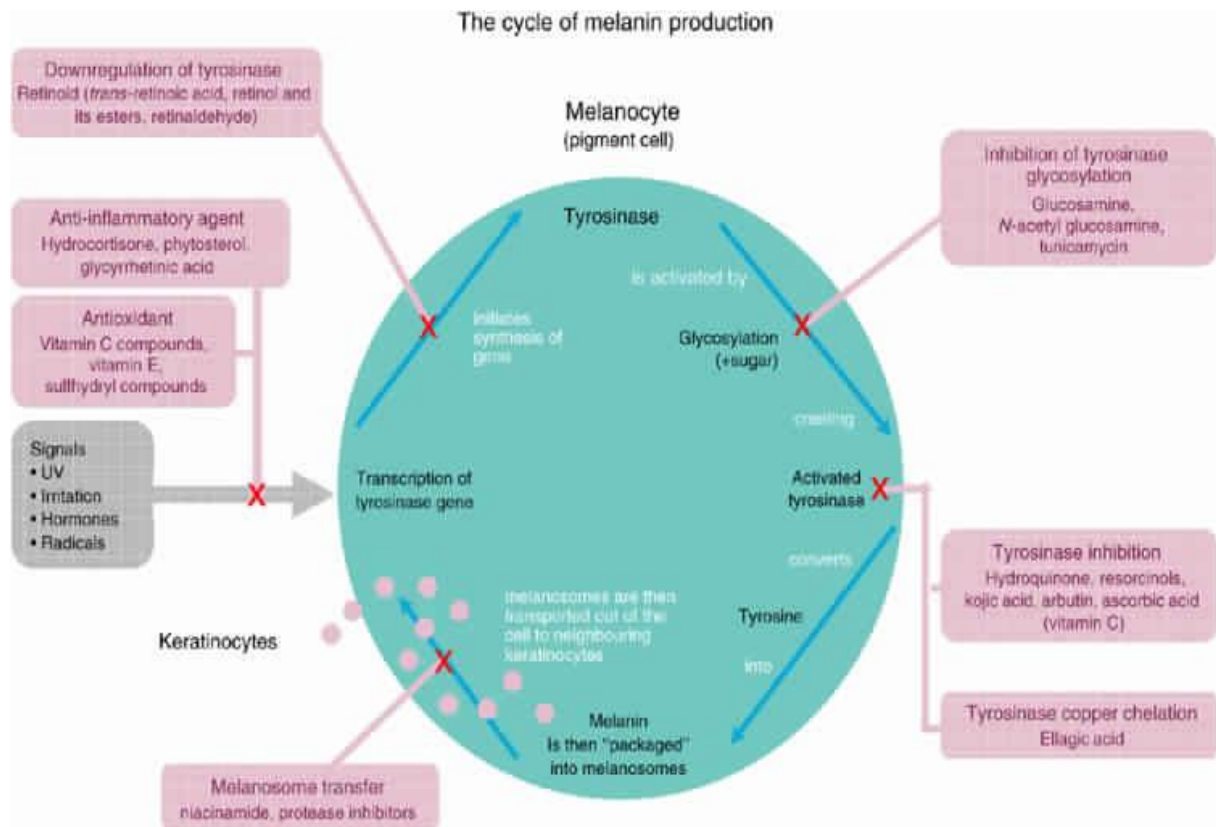 The cycle of melanin production
Downregulation of tyrosinase
Retinoid (trans-retinoic acid, retinol and
its esters, retinaldehyde)
Melanocyte
(pigment cell)
Inhibition of tyrosinase
glycosylation
Glucosamine,
N-acetyl glucosamine,
tunicamycin
Anti-inflammatory agent
Hydrocortisone, phytosterol,
glycyrrhetinic acid
Antioxidant
Vitamin C compounds,
vitamin E,
sulfhydryl compounds
Signals
• UV
• Irritation
• Hormones
• Radicals
X
Transcription of
tyrosinase gene
X
initiates
synthesis of
gene
Tyrosinase
is activated by
X
Glycosylation
(+sugar)
creating
Activated
tyrosinase
X
Tyrosinase inhibition
Hydroquinone, resorcinols,
kojic acid, arbutin, ascorbic acid
(vitamin C)
Tyrosinase copper chelation
Ellagic acid
converts
Tyrosine
into
Melanin
Is then "packaged"
into melanosomes
melanosomes are then
transported out of the
cell to neighbouring
keratinocytes
X
Keratinocytes
Melanosome transfer
niacinamide, protease inhibitors